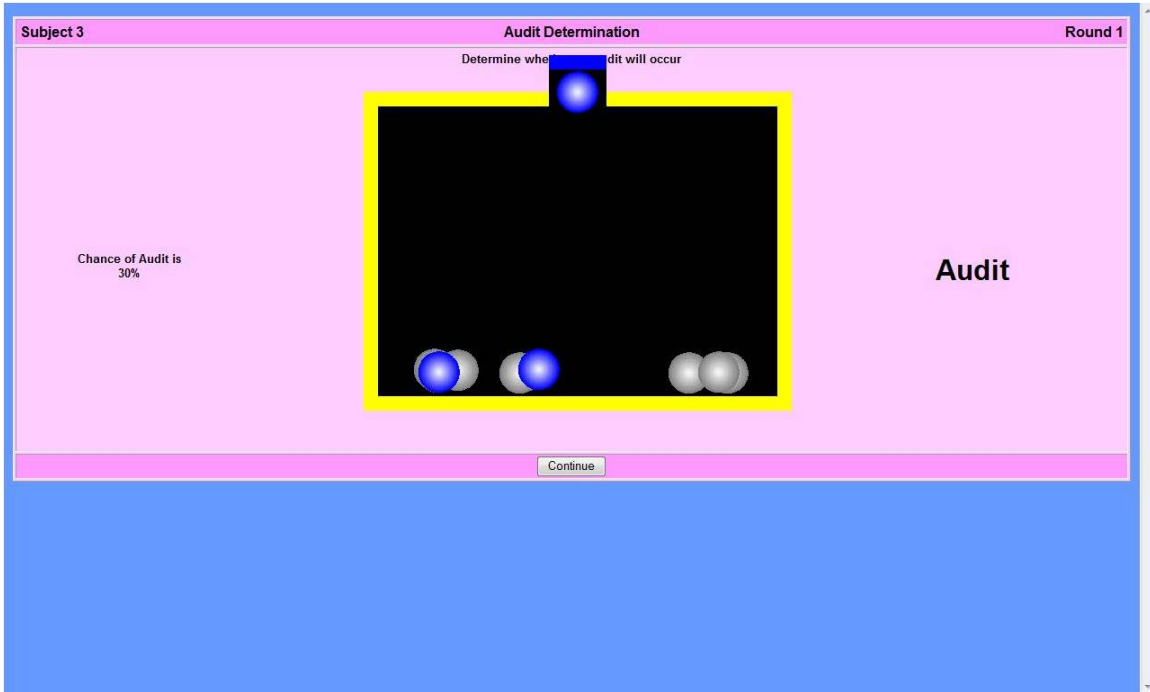 Subject 3
Audit Determination
Round 1
Determine whe dit will occur
Chance of Audit is
30%
Audit
Continue